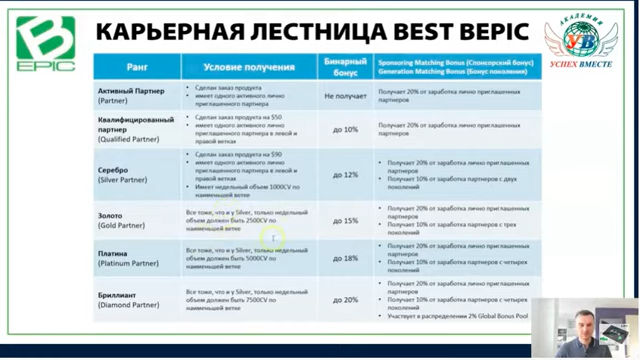 B
EPIC
КАРЬЕРНАЯ ЛЕСТНИЦА BEST BEPIC
АКАДЕМИЯ
УВ
УСПЕХ ВМЕСТЕ
Ранг
Условие получения
Бинарный
бонус
Sponsoring Matching Bonus (Спонсорский бонус)
Generation Matching Bonus (Бонус поколения)
Активный Партнер
(Partner)
• Сделан заказ продукта
• имеет одного активного лично
приглашенного партнера
Не получает
Получает 20% от заработка лично приглашенных
партнеров
Квалифицированный
партнер
(Qualified Partner)
• Сделан заказ продукта на $50
• имеет одного активного лично
приглашенного партнера в левой и
правой ветках
до 10%
Получает 20% от заработка лично приглашенных
партнеров
Серебро
(Silver Partner)
• Сделан заказ продукта на $90
• имеет одного активного лично
приглашенного партнера в левой и
правой ветках
• Имеет недельный объем 1000CV по
наименьшей ветке
до 12%
• Получает 20% от заработка лично приглашенных
партнеров
• Получает 10% от заработка партнеров с двух
поколений
Золото
(Gold Partner)
Все тоже, что и у Silver, только недельный
объем должен быть 2500CV по
наименьшей ветке
до 15%
• Получает 20% от заработка лично приглашенных
партнеров
• Получает 10% от заработка партнеров с трех
поколений
Платина
(Platinum Partner)
Все тоже, что и у Silver, только недельный
объем должен быть 5000CV по
наименьшей ветке
до 18%
• Получает 20% от заработка лично приглашенных
партнеров
• Получает 10% от заработка партнеров с четырех
поколений
Бриллиант
(Diamond Partner)
Все тоже, что и у Silver, только недельный
объем должен быть 7500CV по
наименьшей ветке
до 20%
• Получает 20% от заработка лично приглашенных
партнеров
• Получает 10% от заработка партнеров с четырех
поколений
• Участвует в распределении 2% Global Bonus Pool